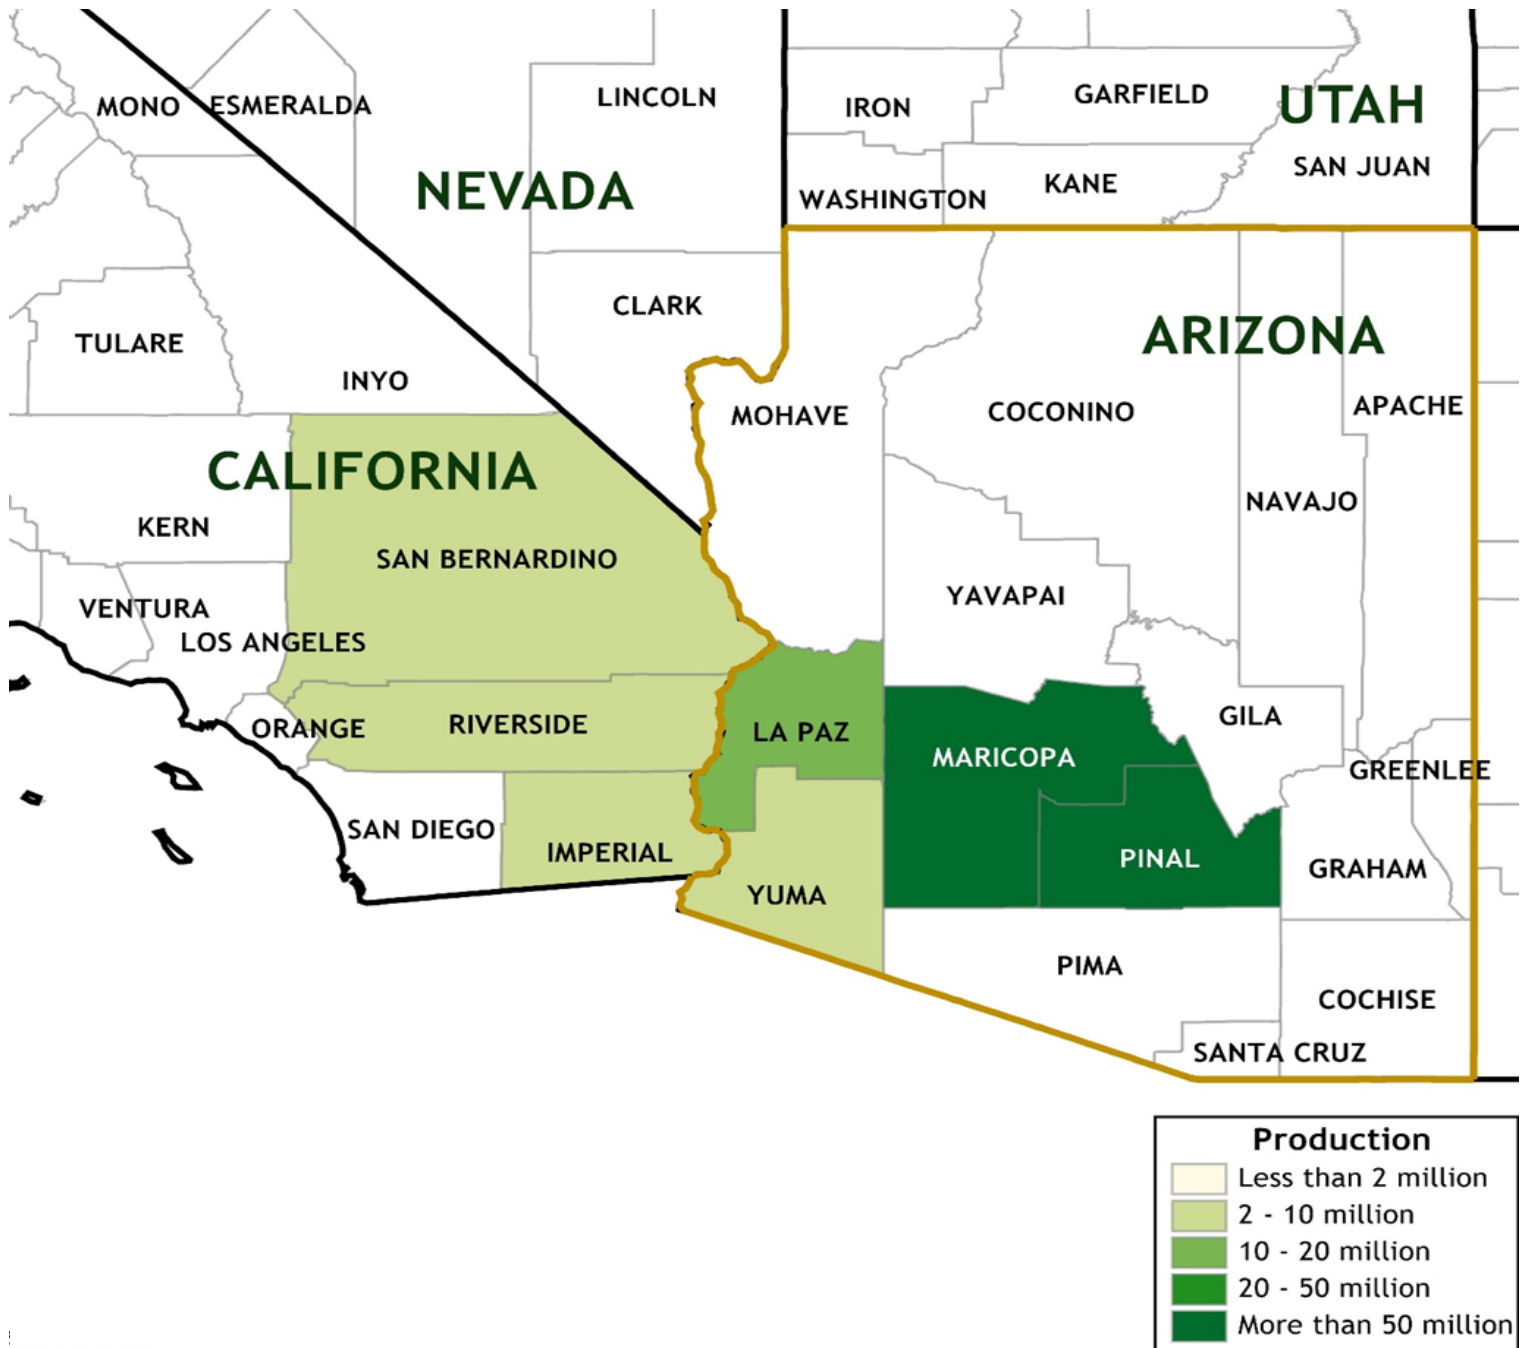 MONO
ESMERALDA
LINCOLN
IRON
GARFIELD
UTAH
SAN JUAN
NEVADA
WASHINGTON
KANE
CLARK
TULARE
INYO
ARIZONA
MOHAVE
COCONINO
APACHE
CALIFORNIA
NAVAJO
KERN
SAN BERNARDINO
YAVAPAI
VENTURA
LOS ANGELES
ORANGE
RIVERSIDE
LA PAZ
GILA
MARICOPA
GREENLEE
SAN DIEGO
IMPERIAL
PINAL
GRAHAM
YUMA
PIMA
COCHISE
SANTA CRUZ
Production
Less than 2 million
2 - 10 million
10 - 20 million
20 - 50 million
More than 50 million